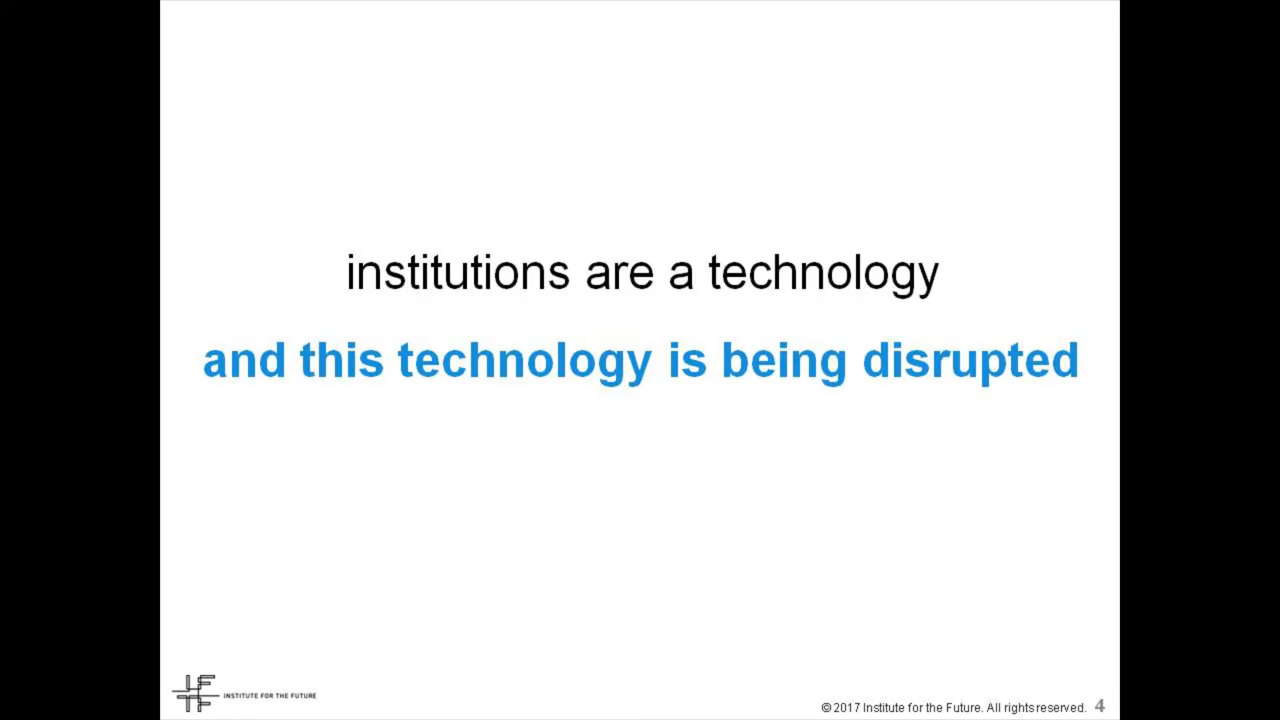 institutions are a technology
and this technology is being disrupted
IFTF
INSTITUTE FOR THE FUTURE
© 2017 Institute for the Future. All rights reserved. 4